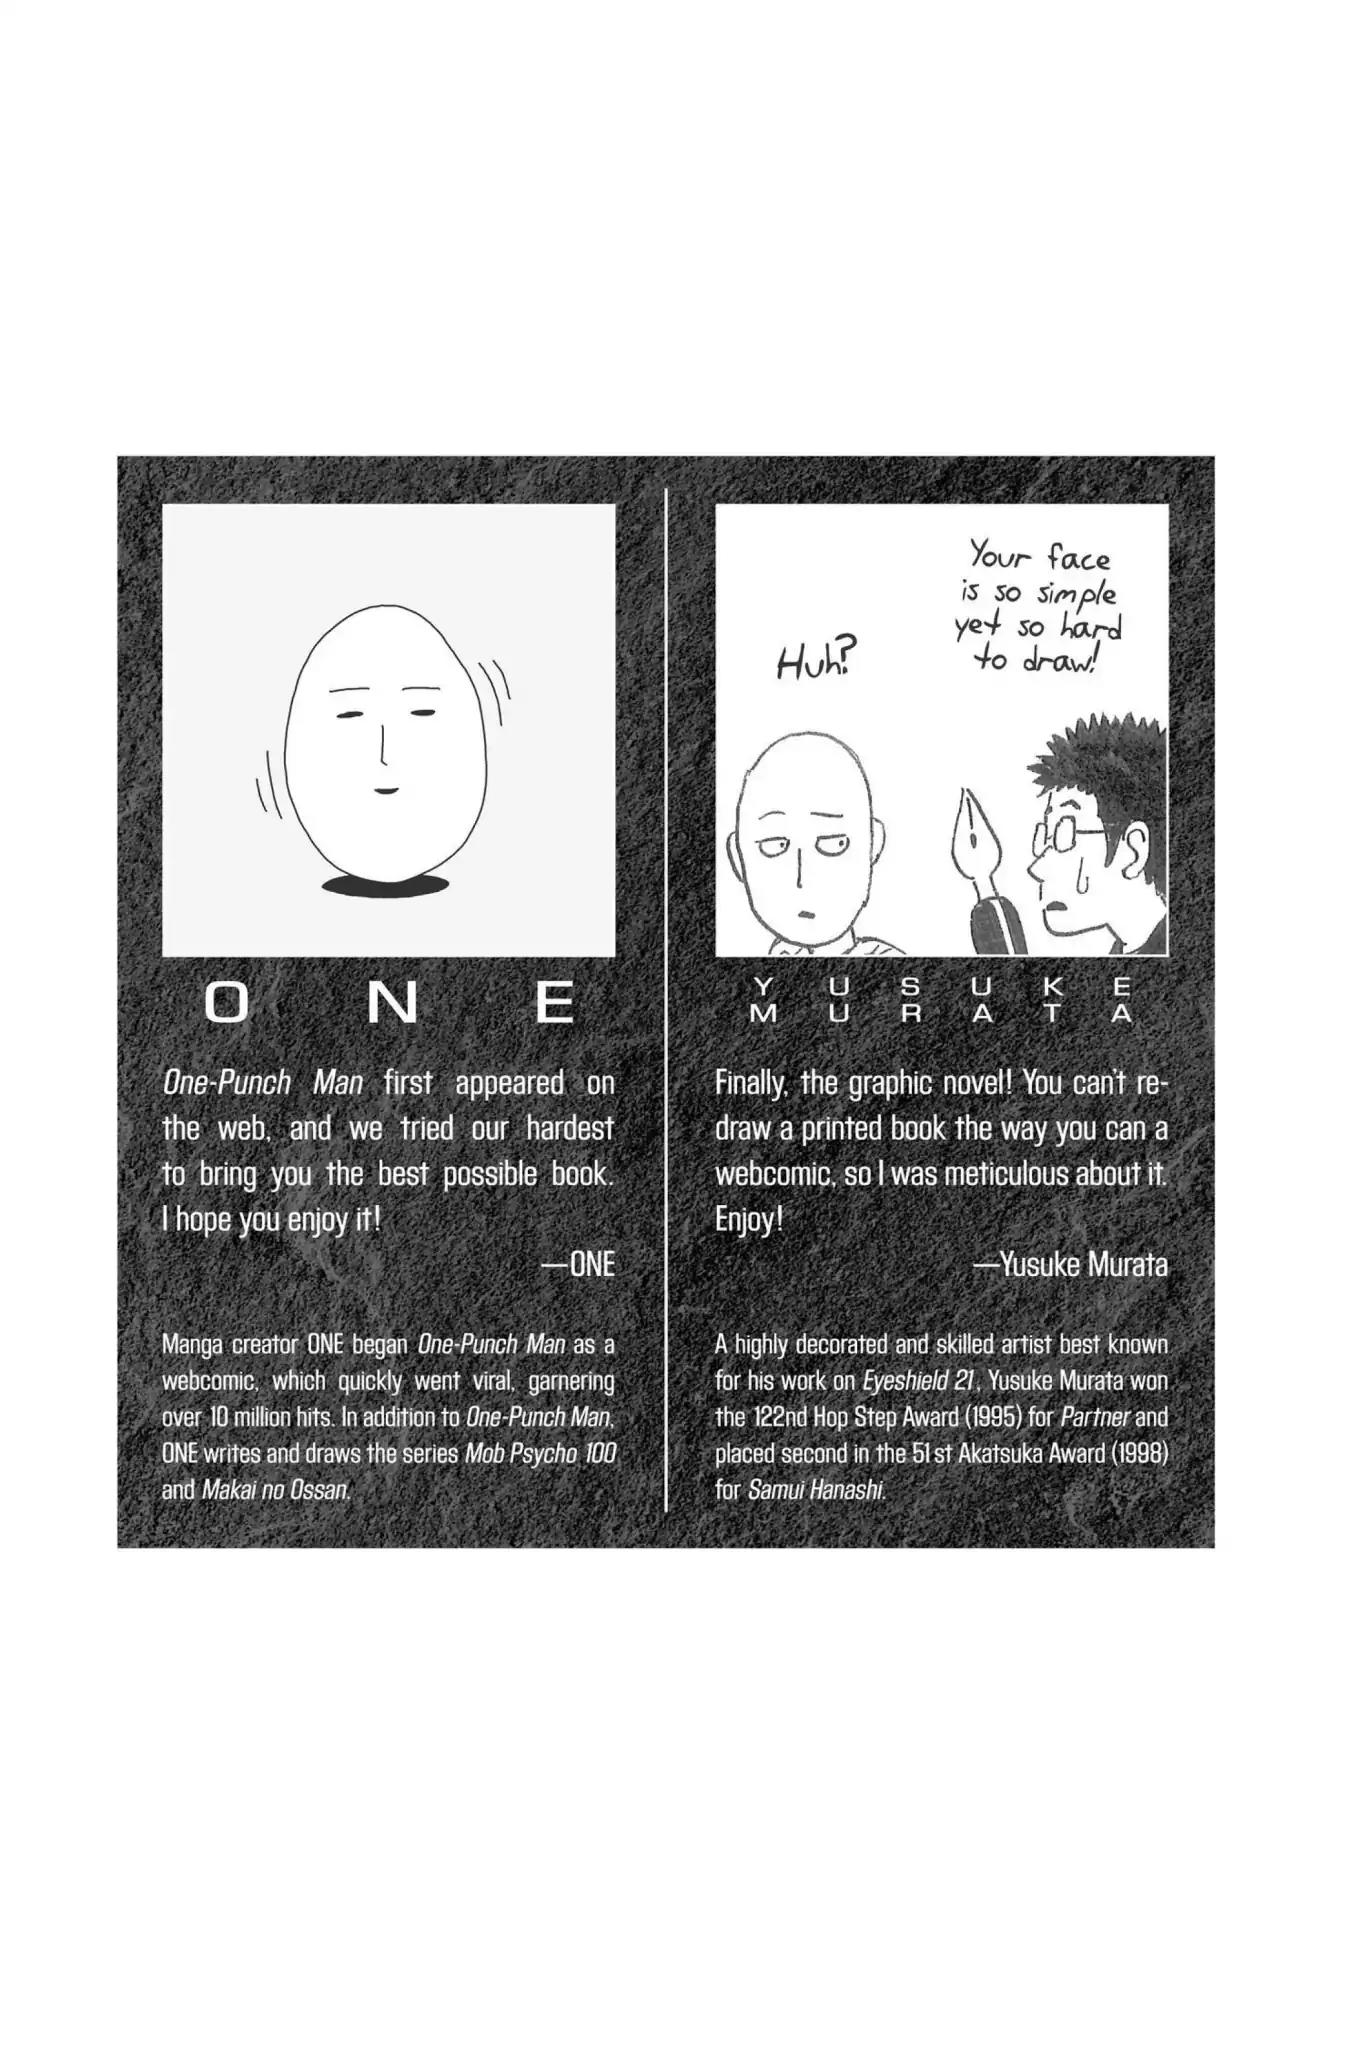 Huh?
Your face
is so simple
yet so hard
to draw!
ONE
One-Punch Man first appeared on
the web, and we tried our hardest
to bring you the best possible book.
I hope you enjoy it!
—ONE
Manga creator ONE began One-Punch Man as a
webcomic, which quickly went viral, garnering
over 10 million hits. In addition to One-Punch Man,
ONE writes and draws the series Mob Psycho 100
and Makai no Ossan.
YUSUKE
MURATA
Finally, the graphic novel! You can't re-
draw a printed book the way you can a
webcomic, so I was meticulous about it.
Enjoy!
—Yusuke Murata
A highly decorated and skilled artist best known
for his work on Eyeshield 21, Yusuke Murata won
the 122nd Hop Step Award (1995) for Partner and
placed second in the 51st Akatsuka Award (1998)
for Samui Hanashi.